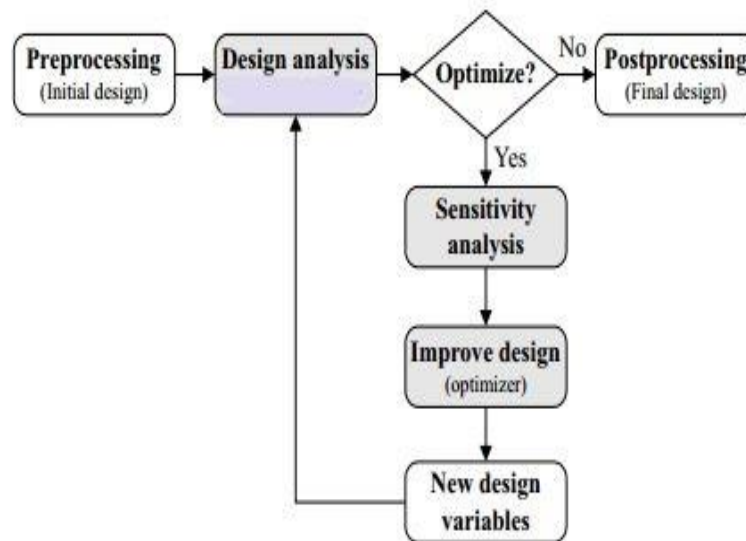 Preprocessing
(Initial design)
Design analysis
Optimize?
No
Postprocessing
(Final design)
Yes
Sensitivity
analysis
Improve design
(optimizer)
New design
variables